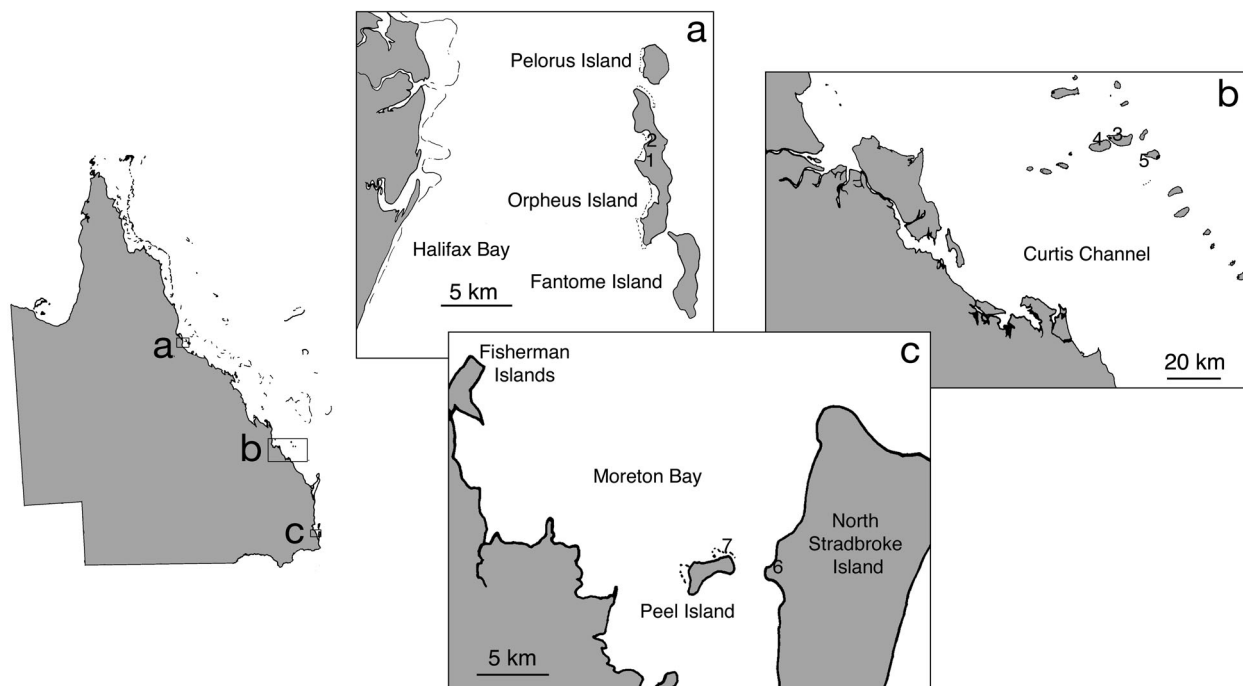 a
b
c
a
Pelorus Island
2
1
Orpheus Island
Halifax Bay
Fantome Island
5 km
b
4 3
5
Curtis Channel
20 km
c
Fisherman
Islands
Moreton Bay
North
Stradbroke
Island
7
6
Peel Island
5 km